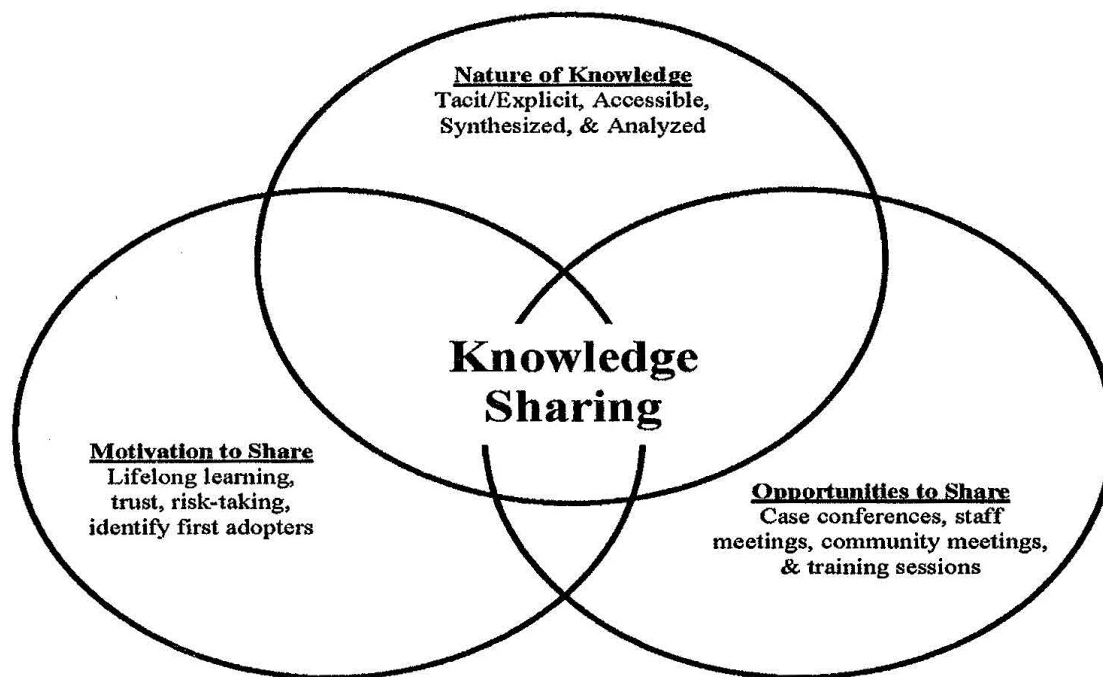 Nature of Knowledge
Tacit/Explicit, Accessible,
Synthesized, & Analyzed
Knowledge
Sharing
Motivation to Share
Lifelong learning,
trust, risk-taking,
identify first adopters
Opportunities to Share
Case conferences, staff
meetings, community meetings,
& training sessions